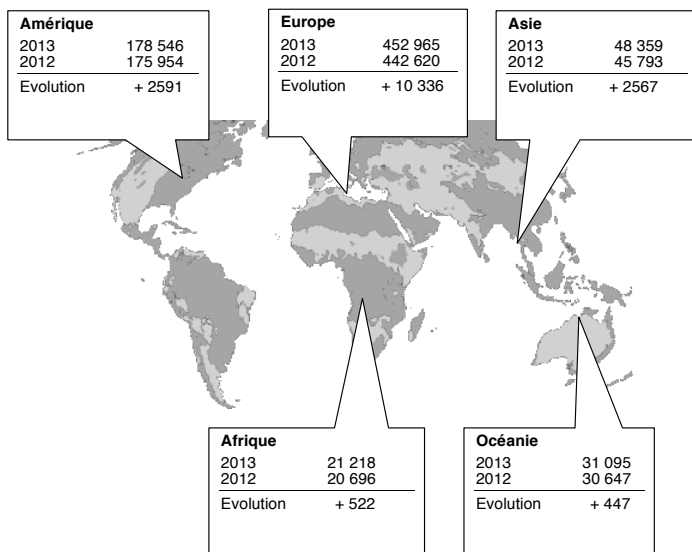 Amérique
2013 178 546
2012 175 954
Evolution + 2591
Europe
2013 452 965
2012 442 620
Evolution + 10 336
Asie
2013 48 359
2012 45 793
Evolution + 2567
Afrique
2013 21 218
2012 20 696
Evolution + 522
Océanie
2013 31 095
2012 30 647
Evolution + 447